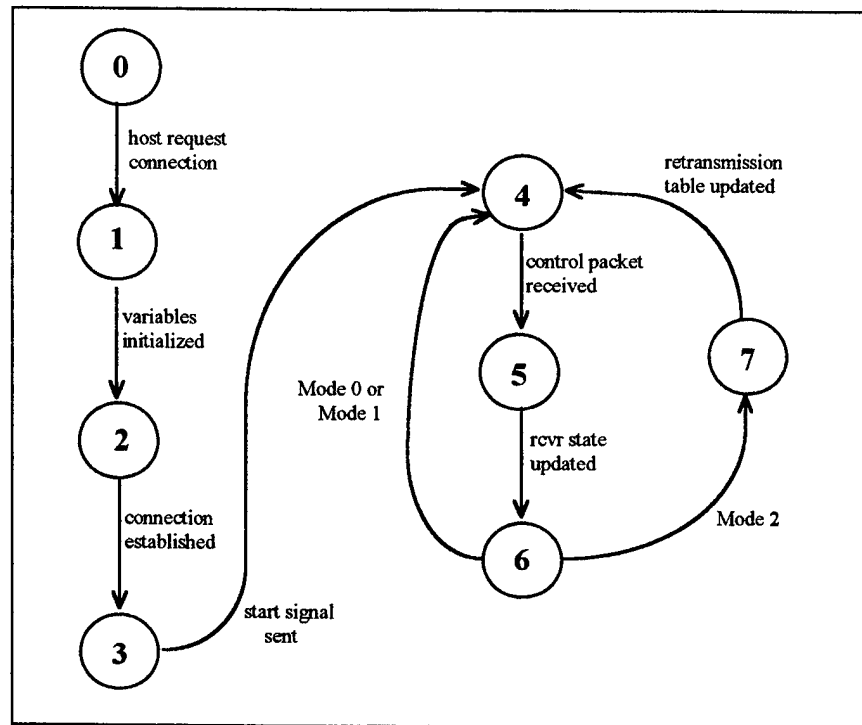 0
host request
connection
1
variables
initialized
2
connection
established
3
start signal
sent
4
control packet
received
5
rcvr state
updated
6
Mode 0 or
Mode 1
Mode 2
7
retransmission
table updated